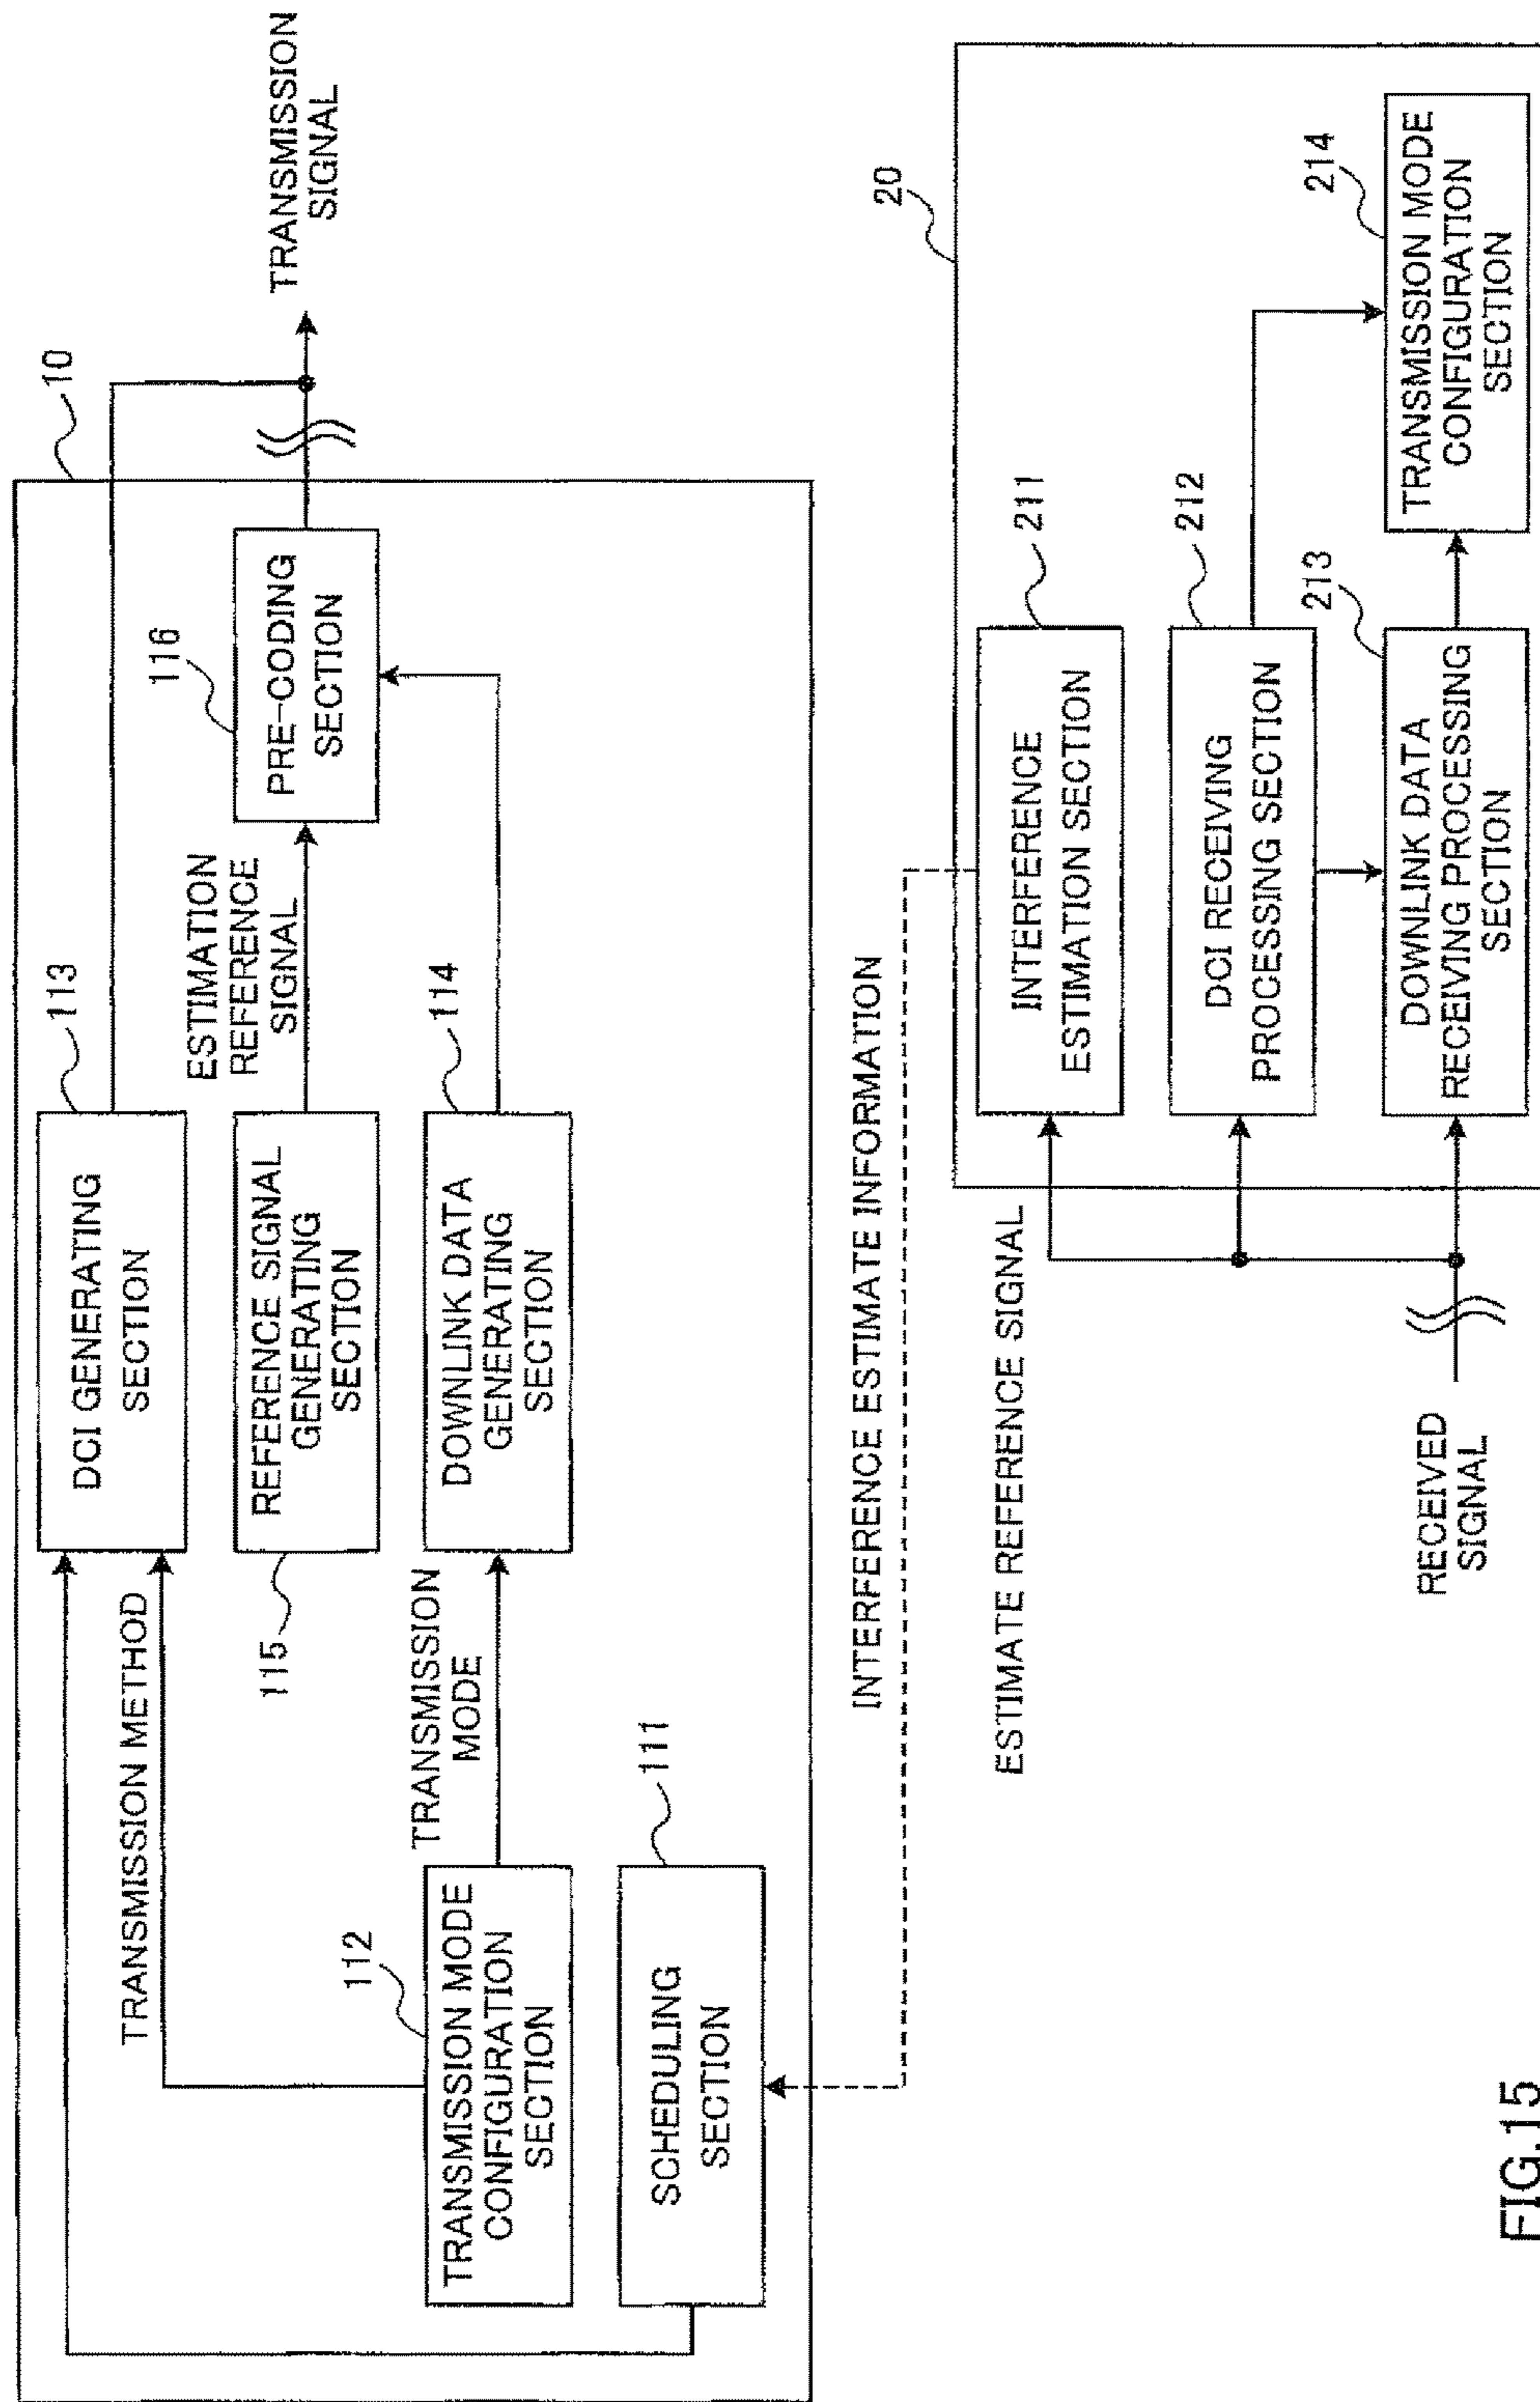 10
TRANSMISSION METHOD
113
DCI GENERATING
SECTION
116
PRE-CODING
SECTION
TRANSMISSION
SIGNAL
ESTIMATION
REFERENCE
SIGNAL
115
REFERENCE SIGNAL
GENERATING
SECTION
112
TRANSMISSION MODE
CONFIGURATION
SECTION
TRANSMISSION
MODE
114
DOWNLINK DATA
GENERATING
SECTION
111
SCHEDULING
SECTION
INTERFERENCE ESTIMATE INFORMATION
20
ESTIMATE REFERENCE SIGNAL
211
INTERFERENCE
ESTIMATION SECTION
212
DCI RECEIVING
PROCESSING SECTION
213
DOWNLINK DATA
RECEIVING PROCESSING
SECTION
214
TRANSMISSION MODE
CONFIGURATION
SECTION
RECEIVED
SIGNAL
FIG.15